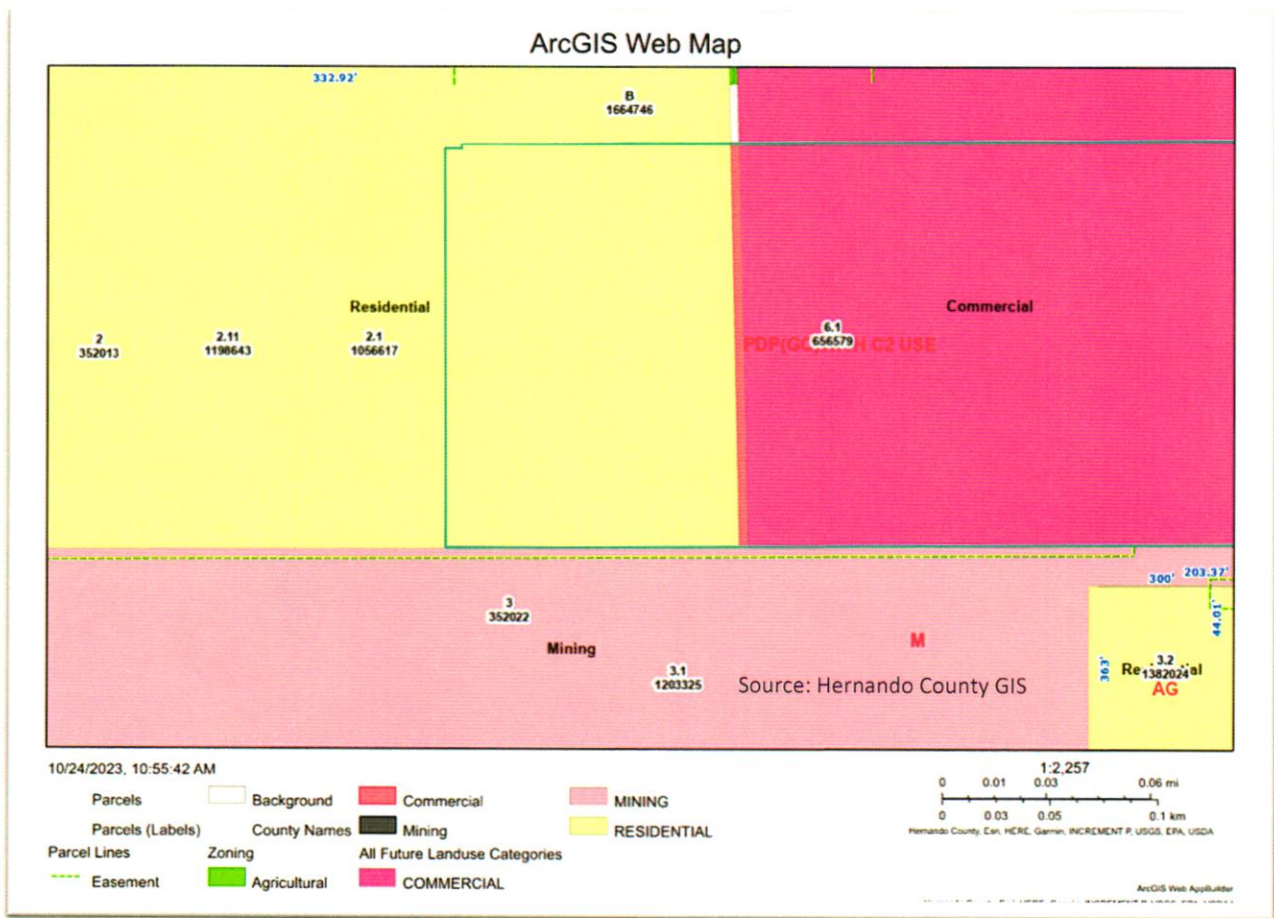 ArcGIS Web Map
332.92'
B
1664746
Residential
Commercial
2
352013
2.11
1198643
2.1
1056617
6.1
656579
PDP(GC) H C2 USE
300'
203.37'
44.01'
3
352022
Mining
M
3.1
1203325
Source: Hernando County GIS
363'
3.2
1382024
AG
10/24/2023, 10:55:42 AM
Parcels
Background
Commercial
MINING
Parcels (Labels)
County Names
Mining
RESIDENTIAL
Parcel Lines
Zoning
All Future Landuse Categories
Easement
Agricultural
COMMERCIAL
1:2,257
0 0.01 0.03 0.06 mi
0 0.03 0.05 0.1 km
Hernando County, Esri, HERE, Garmin, INCREMENT P, USGS, EPA, USDA
ArcGIS Web AppBuilder